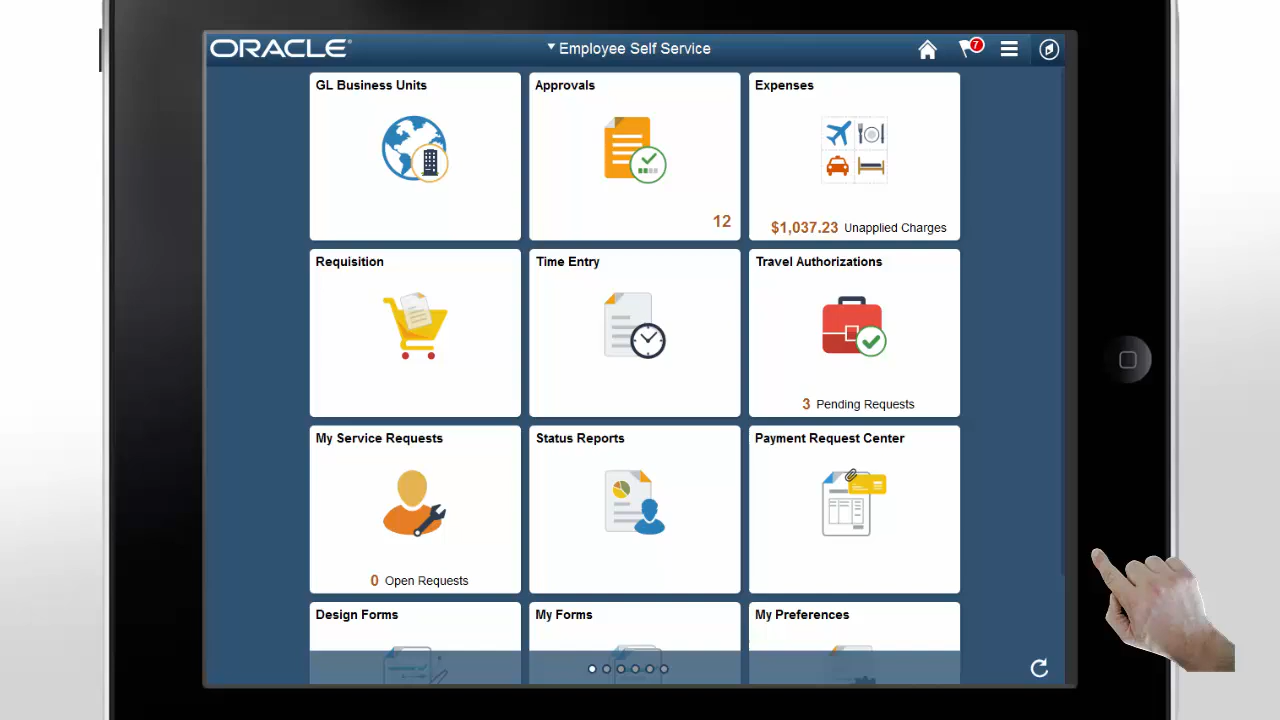 ORACLE®
Employee Self Service
7
GL Business Units
Approvals
12
Expenses
$1,037.23 Unapplied Charges
Requisition
Time Entry
Travel Authorizations
3 Pending Requests
My Service Requests
0 Open Requests
Status Reports
Payment Request Center
Design Forms
My Forms
My Preferences